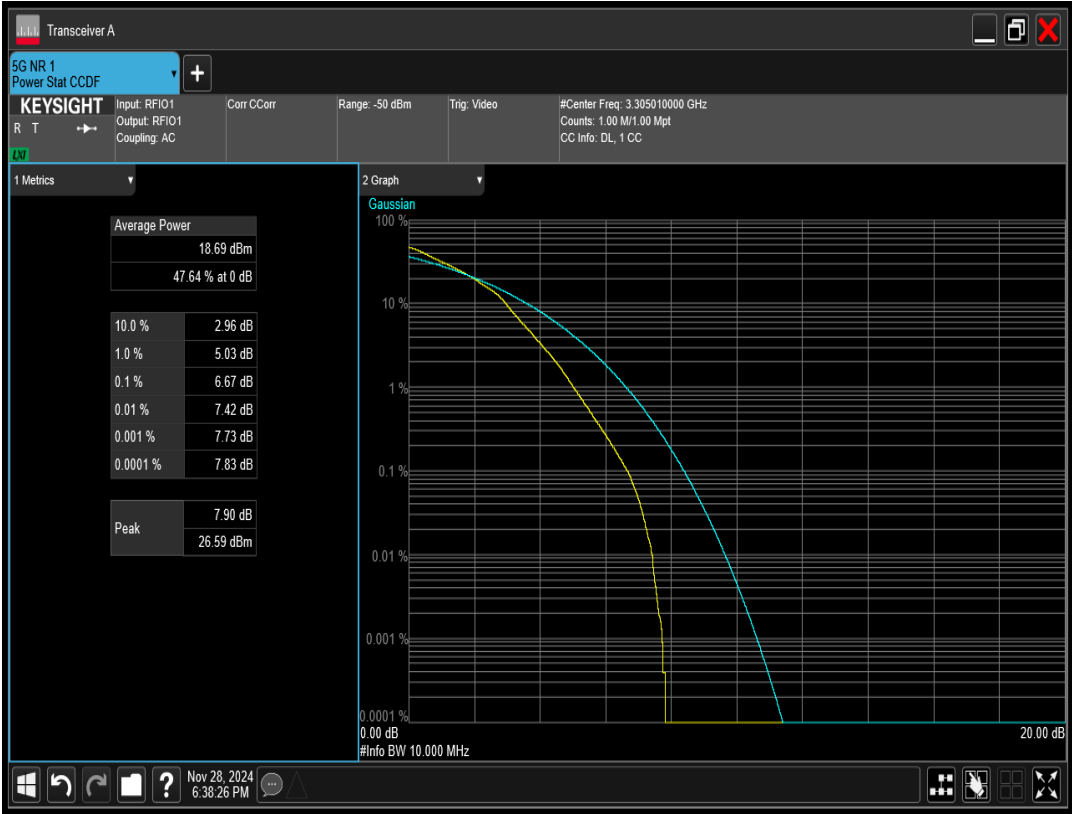 Transceiver A
5G NR 1
Power Stat CCDF
+
KEYSIGHT
R T
LXI
Input: RFIO1
Output: RFIO1
Coupling: AC
Corr CCorr
Range: -50 dBm
Trig: Video
#Center Freq: 3.305010000 GHz
Counts: 1.00 M/1.00 Mpt
CC Info: DL, 1 CC
1 Metrics
Average Power
18.69 dBm
47.64 % at 0 dB
10.0 % 2.96 dB
1.0 % 5.03 dB
0.1 % 6.67 dB
0.01 % 7.42 dB
0.001 % 7.73 dB
0.0001 % 7.83 dB
Peak
7.90 dB
26.59 dBm
2 Graph
Gaussian
100 %
10 %
1 %
0.1 %
0.01 %
0.001 %
0.0001 %
0.00 dB
20.00 dB
#Info BW 10.000 MHz
?
Nov 28, 2024
6:38:26 PM